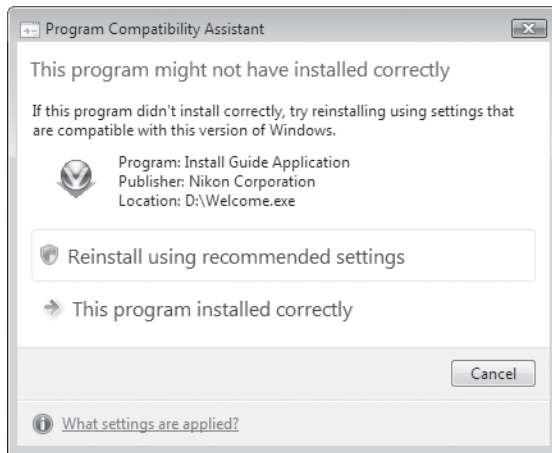 Program Compatibility Assistant
This program might not have installed correctly
If this program didn't install correctly, try reinstalling using settings that
are compatible with this version of Windows.
Program: Install Guide Application
Publisher: Nikon Corporation
Location: D:\Welcome.exe
Reinstall using recommended settings
This program installed correctly
Cancel
What settings are applied?